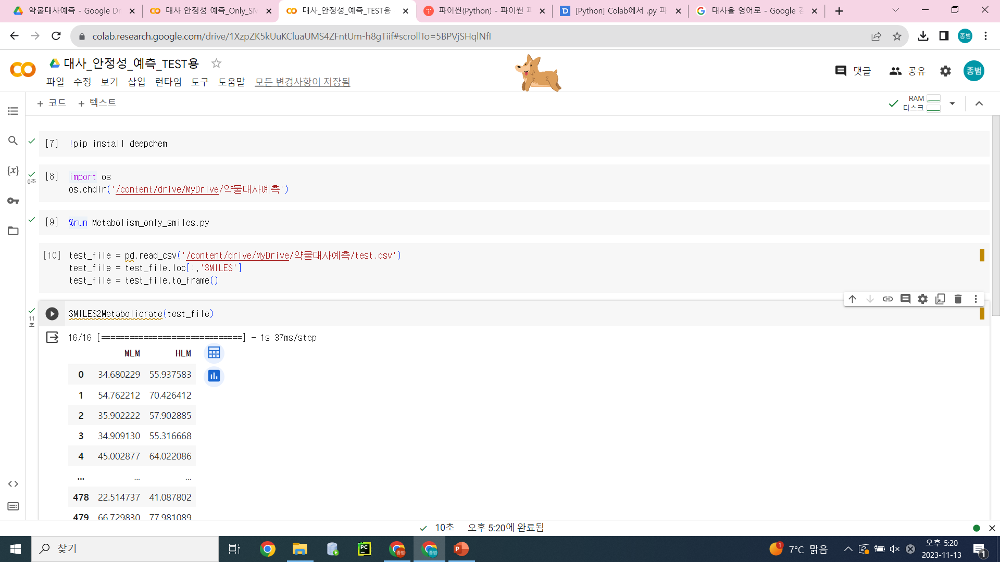 약물대사예측 - Google Dr
대사 안정성 예측_Only_SM
대사_안정성_예측_TEST용
파이썬(Python) - 파이썬 파
[Python] Colab에서 .py 파
대사율 영어로 - Google 검
colab.research.google.com/drive/1XzpZK5kUuKCluaUMS4ZFntUm-h8gTiif#scrollTo=5BPVjSHqlNfI
종범
대사_안정성_예측_TEST용
파일 수정 보기 삽입 런타임 도구 도움말 모든 변경사항이 저장됨
댓글 공유 종범
+ 코드 + 텍스트
RAM
디스크
[7] !pip install deepchem
[8] import os
0초
os.chdir('/content/drive/MyDrive/약물대사예측')
[9] %run Metabolism_only_smiles.py
[10] test_file = pd.read_csv('/content/drive/MyDrive/약물대사예측/test.csv')
test_file = test_file.loc[:,'SMILES']
test_file = test_file.to_frame()
11초
SMILES2Metabolicrate(test_file)
16/16 [==============================] - 1s 37ms/step
MLM HLM
0 34.680229 55.937583
1 54.762212 70.426412
2 35.902222 57.902885
3 34.909130 55.316668
4 45.002877 64.022086
... ... ...
478 22.514737 41.087802
479 66.729830 77.981089
10초 오후 5:20에 완료됨
찾기
PC
종범
종범
P
1
7°C 맑음
오후 5:20
2023-11-13
1